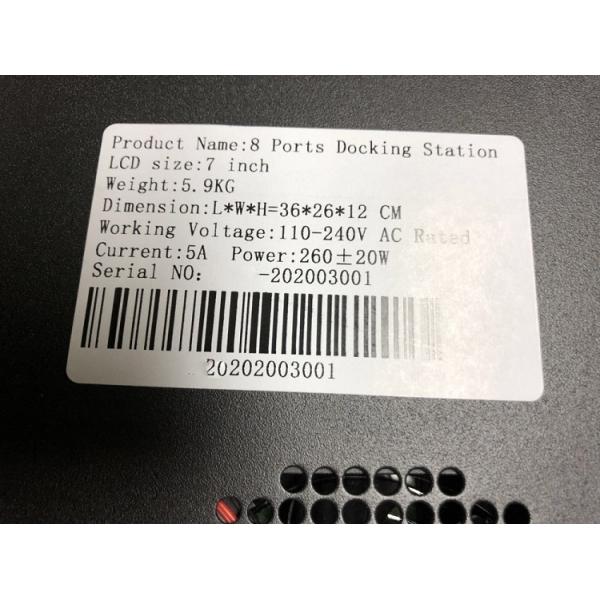 Product Name:8 Ports Docking Station
LCD size:7 inch
Weight:5.9KG
Dimension:L*W*H=36*26*12 CM
Working Voltage:110-240V AC Rated
Current:5A Power:260±20W
Serial NO: -202003001
20202003001